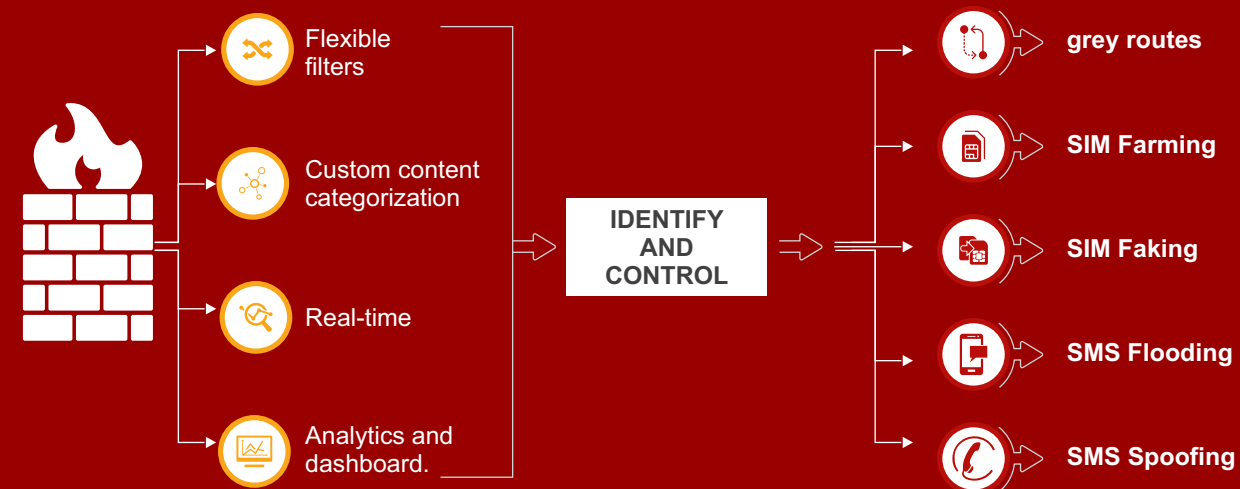 Flexible
filters
Custom content
categorization
Real-time
Analytics and
dashboard.
IDENTIFY
AND
CONTROL
grey routes
SIM Farming
SIM Faking
SMS Flooding
SMS Spoofing